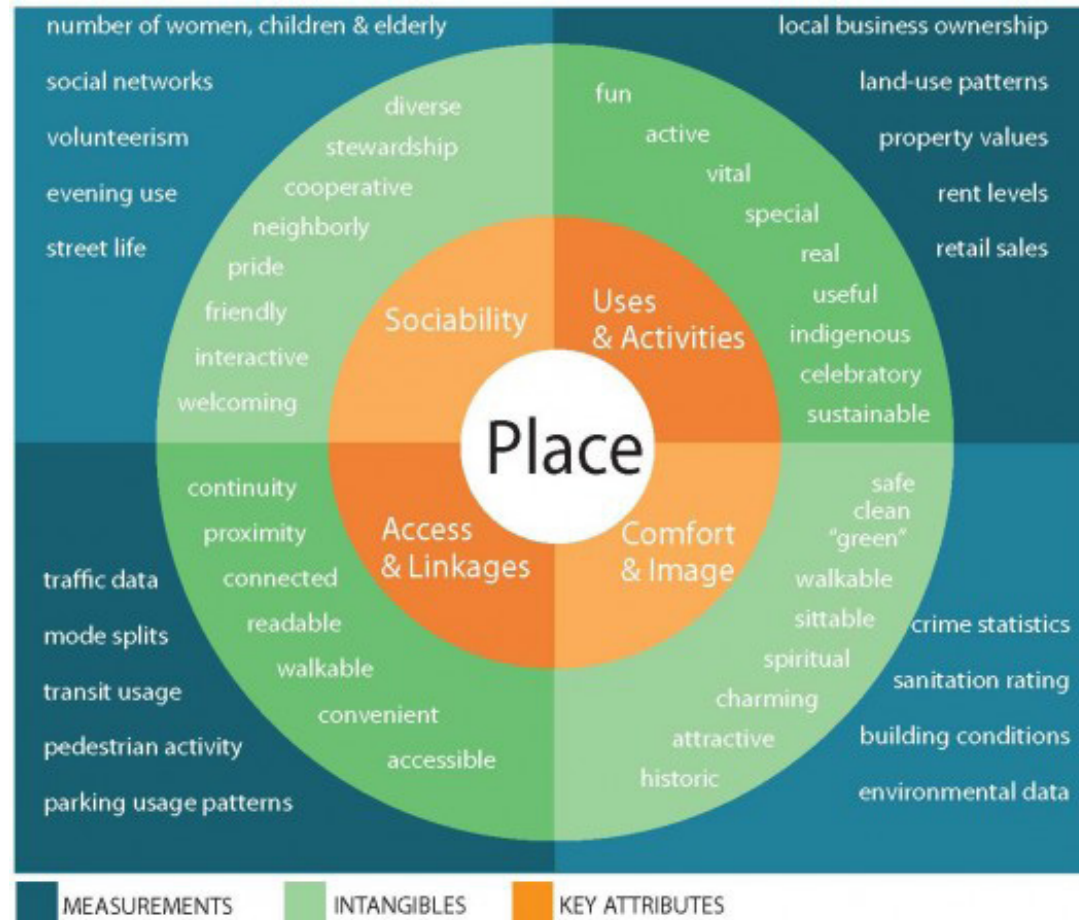 number of women, children & elderly
social networks
volunteerism
evening use
street life
diverse
stewardship
cooperative
neighborly
pride
friendly
interactive
welcoming
Sociability
fun
active
vital
special
real
useful
indigenous
celebratory
sustainable
Uses
& Activities
local business ownership
land-use patterns
property values
rent levels
retail sales
Place
continuity
proximity
connected
readable
walkable
convenient
accessible
Access
& Linkages
traffic data
mode splits
transit usage
pedestrian activity
parking usage patterns
Comfort
& Image
safe
clean
"green"
walkable
sittable
spiritual
charming
attractive
historic
crime statistics
sanitation rating
building conditions
environmental data
MEASUREMENTS
INTANGIBLES
KEY ATTRIBUTES